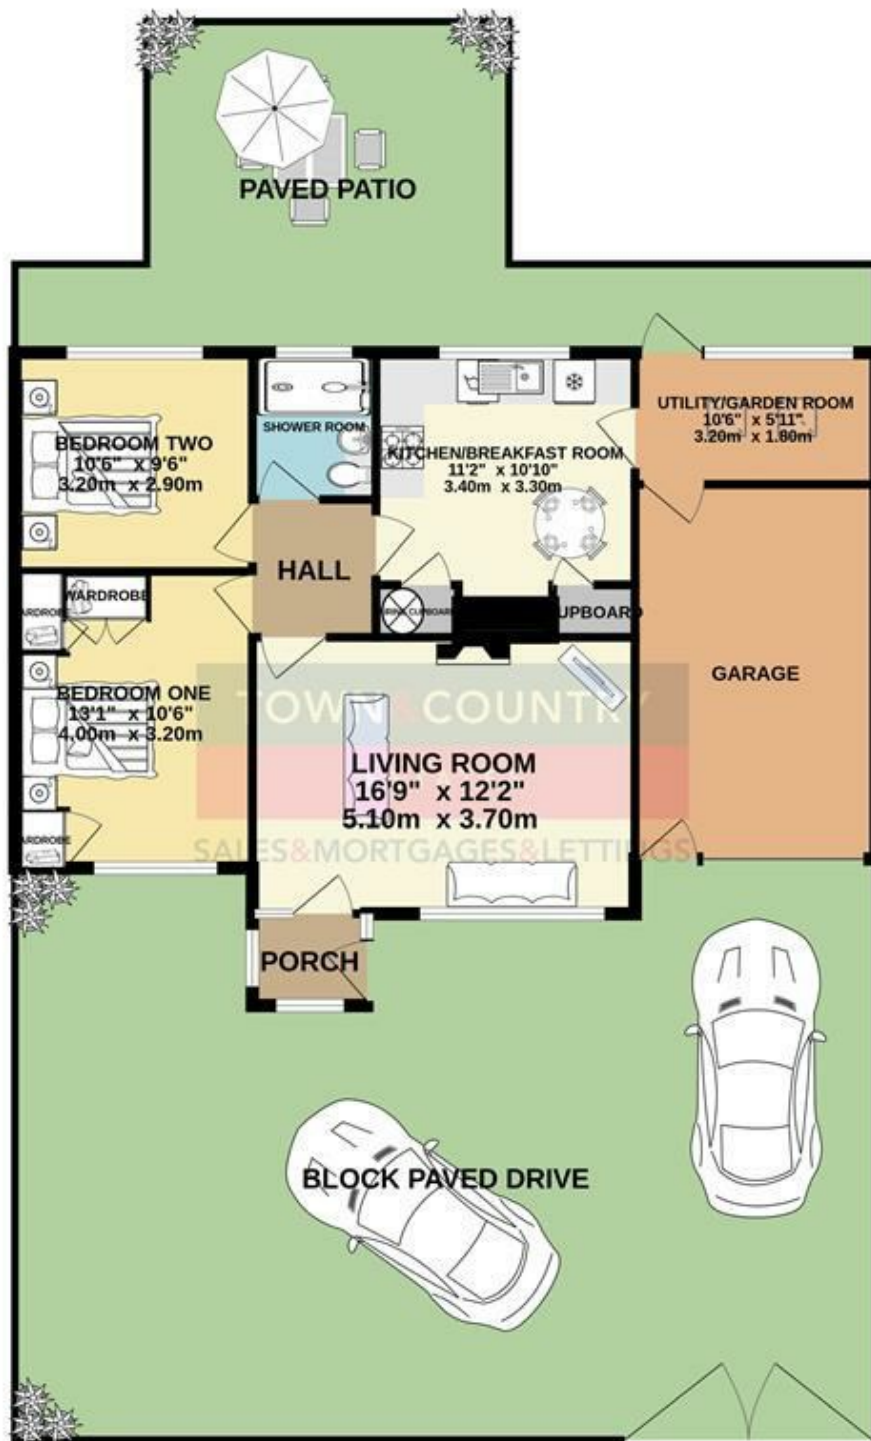 PAVED PATIO
BEDROOM TWO
10'6" x 9'6"
3.20m x 2.90m
SHOWER ROOM
KITCHEN/BREAKFAST ROOM
11'2" x 10'10"
3.40m x 3.30m
UTILITY/GARDEN ROOM
10'6" x 5'11"
3.20m x 1.80m
HALL
WARDROBE
ARDROBE
CUPBOARD
UPBOARD
BEDROOM ONE
13'1" x 10'6"
4.00m x 3.20m
GARAGE
TOWN&COUNTRY
LIVING ROOM
16'9" x 12'2"
5.10m x 3.70m
ARDROBE
SALES&MORTGAGES&LETTINGS
PORCH
BLOCK PAVED DRIVE